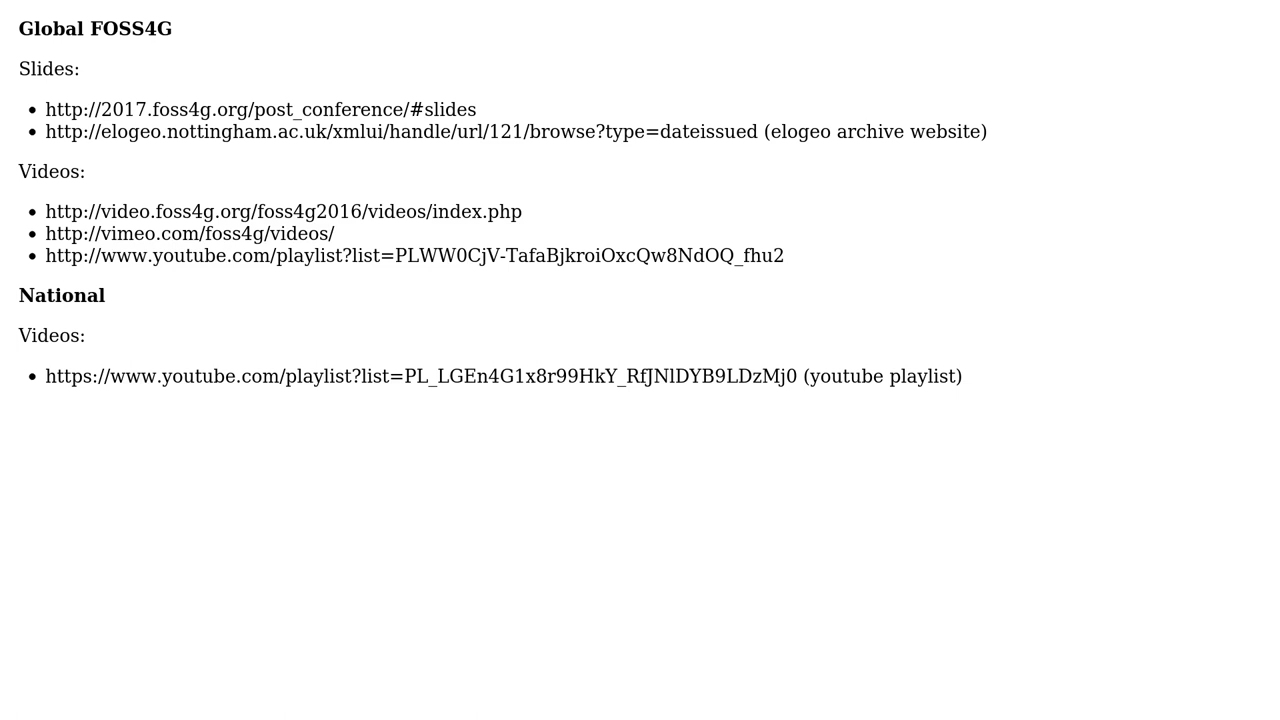 Global FOSS4G
Slides:
• http://2017.foss4g.org/post_conference/#slides
• http://elogeo.nottingham.ac.uk/xmlui/handle/url/121/browse?type=dateissued (elogeo archive website)
Videos:
• http://video.foss4g.org/foss4g2016/videos/index.php
• http://vimeo.com/foss4g/videos/
• http://www.youtube.com/playlist?list=PLWW0CjV-TafaBjkroiOxcQw8NdOQ_fhu2
National
Videos:
• https://www.youtube.com/playlist?list=PL_LGEn4G1x8r99HkY_RfJNlDYB9LDzMj0 (youtube playlist)